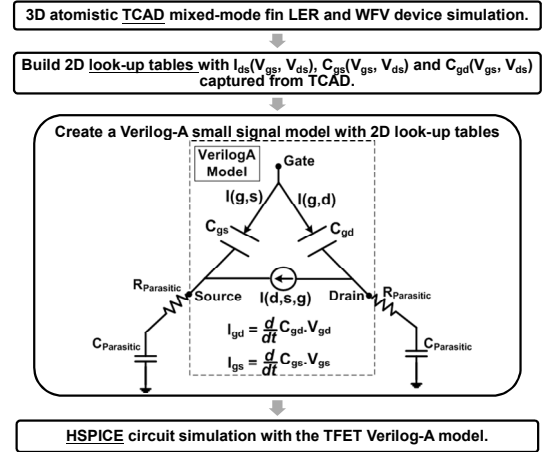 3D atomistic TCAD mixed-mode fin LER and WFV device simulation.
Build 2D look-up tables with Ids(Vgs, Vds), Cgs(Vgs, Vds) and Cgd(Vgs, Vds)
captured from TCAD.
Create a Verilog-A small signal model with 2D look-up tables
VerilogA
Model
Gate
I(g,s)
I(g,d)
Cgs
Cgd
RParasitic
Source
I(d,s,g)
Drain
RParasitic
CParasitic
Igd = d/dt Cgd.Vgd
Igs = d/dt Cgs.Vgs
CParasitic
HSPICE circuit simulation with the TFET Verilog-A model.